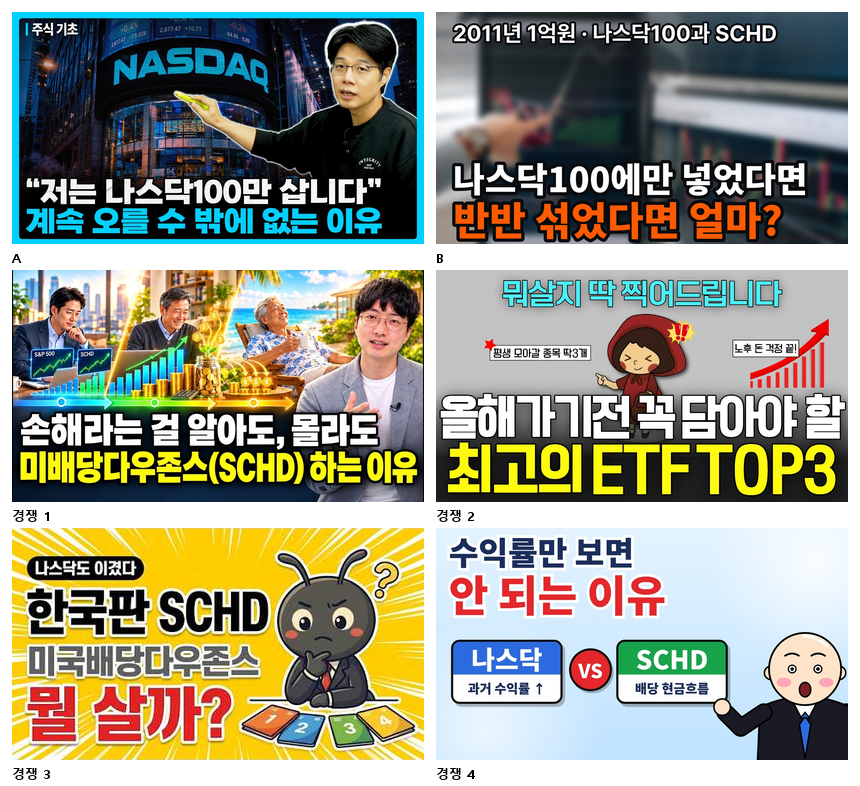 주식 기초
NASDAQ
INTEGRITY
“저는 나스닥100만 삽니다”
계속 오를 수 밖에 없는 이유
A
2011년 1억원 · 나스닥100과 SCHD
나스닥100에만 넣었다면
반반 섞었다면 얼마?
B
S&P 500
SCHD
손해라는 걸 알아도, 몰라도
미배당다우존스(SCHD) 하는 이유
경쟁 1
뭐살지 딱 찍어드립니다
평생 모아갈 종목 딱3개
노후 돈 걱정 끝!
올해가기전 꼭 담아야 할
최고의 ETF TOP3
경쟁 2
나스닥도 이겼다
한국판 SCHD
미국배당다우존스
뭘 살까?
1 2 3 4
경쟁 3
수익률만 보면
안 되는 이유
나스닥 VS SCHD
과거 수익률 ↑ 배당 현금흐름
경쟁 4